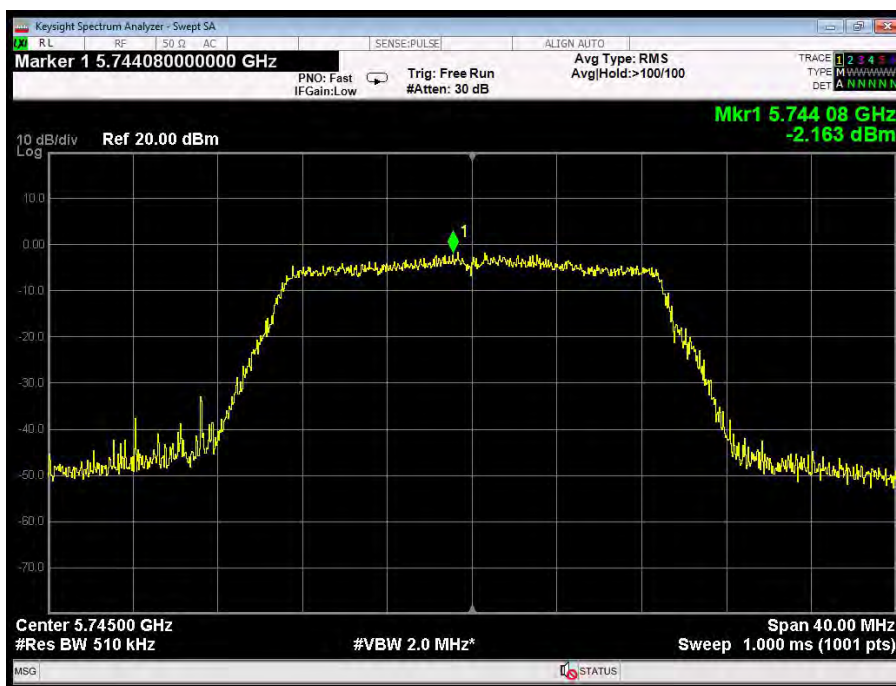 Keysight Spectrum Analyzer - Swept SA
LXI RL RF 50 Ω AC SENSE:PULSE ALIGN AUTO
Marker 1 5.744080000000 GHz
PNO: Fast
IFGain:Low
Trig: Free Run
#Atten: 30 dB
Avg Type: RMS
Avg|Hold:>100/100
TRACE 1 2 3 4 5
TYPE M WWWWW
DET A N N N N N
Mkr1 5.744 08 GHz
-2.163 dBm
10 dB/div Ref 20.00 dBm
Log
10.0
0.00
1
-10.0
-20.0
-30.0
-40.0
-50.0
-60.0
-70.0
Center 5.74500 GHz Span 40.00 MHz
#Res BW 510 kHz #VBW 2.0 MHz* Sweep 1.000 ms (1001 pts)
MSG STATUS